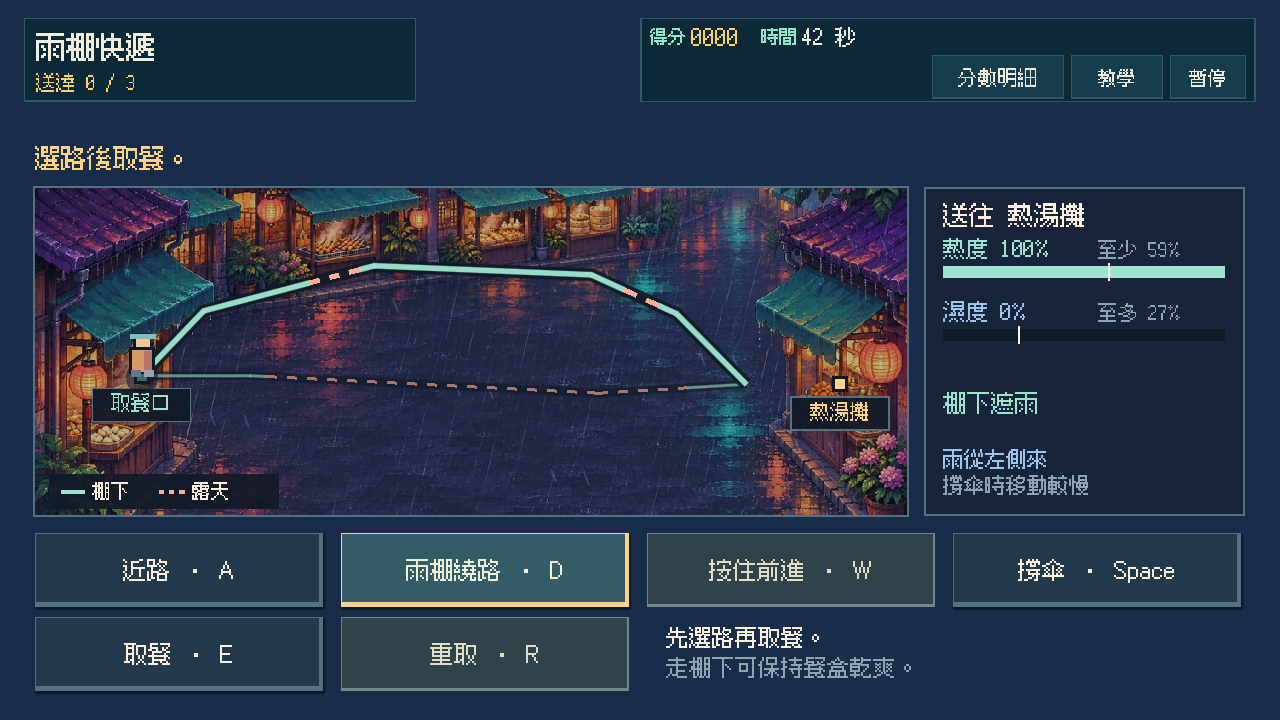 雨棚快遞
送達 0 / 3
得分 0000 時間 42 秒
分數明細
教學
暫停
選路後取餐。
取餐口
熱湯攤
棚下
露天
送往 熱湯攤
熱度 100% 至少 59%
濕度 0% 至多 27%
棚下遮雨
雨從左側來
撐傘時移動較慢
近路 · A
雨棚繞路 · D
按住前進 · W
撐傘 · Space
取餐 · E
重取 · R
先選路再取餐。
走棚下可保持餐盒乾爽。